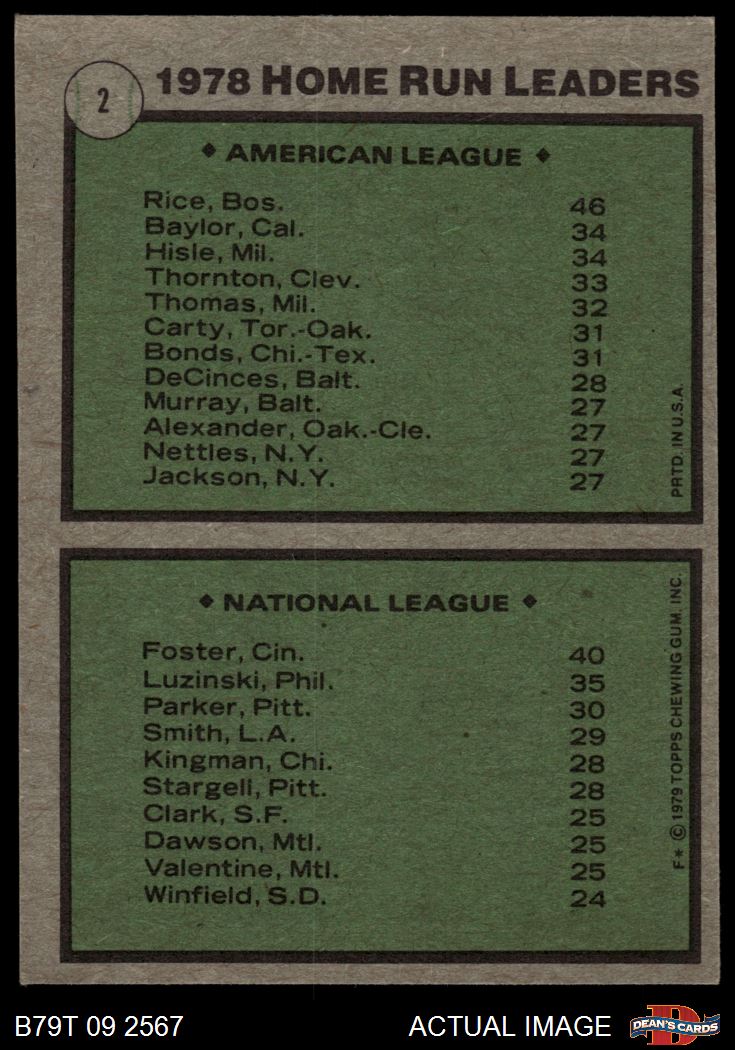 2
1978 HOME RUN LEADERS
♦ AMERICAN LEAGUE ♦
Rice, Bos. 46
Baylor, Cal. 34
Hisle, Mil. 34
Thornton, Clev. 33
Thomas, Mil. 32
Carty, Tor.-Oak. 31
Bonds, Chi.-Tex. 31
DeCinces, Balt. 28
Murray, Balt. 27
Alexander, Oak.-Cle. 27
Nettles, N.Y. 27
Jackson, N.Y. 27
PRTD. IN U.S.A.
♦ NATIONAL LEAGUE ♦
Foster, Cin. 40
Luzinski, Phil. 35
Parker, Pitt. 30
Smith, L.A. 29
Kingman, Chi. 28
Stargell, Pitt. 28
Clark, S.F. 25
Dawson, Mtl. 25
Valentine, Mtl. 25
Winfield, S.D. 24
F* © 1979 TOPPS CHEWING GUM, INC.
B79T 09 2567
ACTUAL IMAGE
D
DEAN'S CARDS